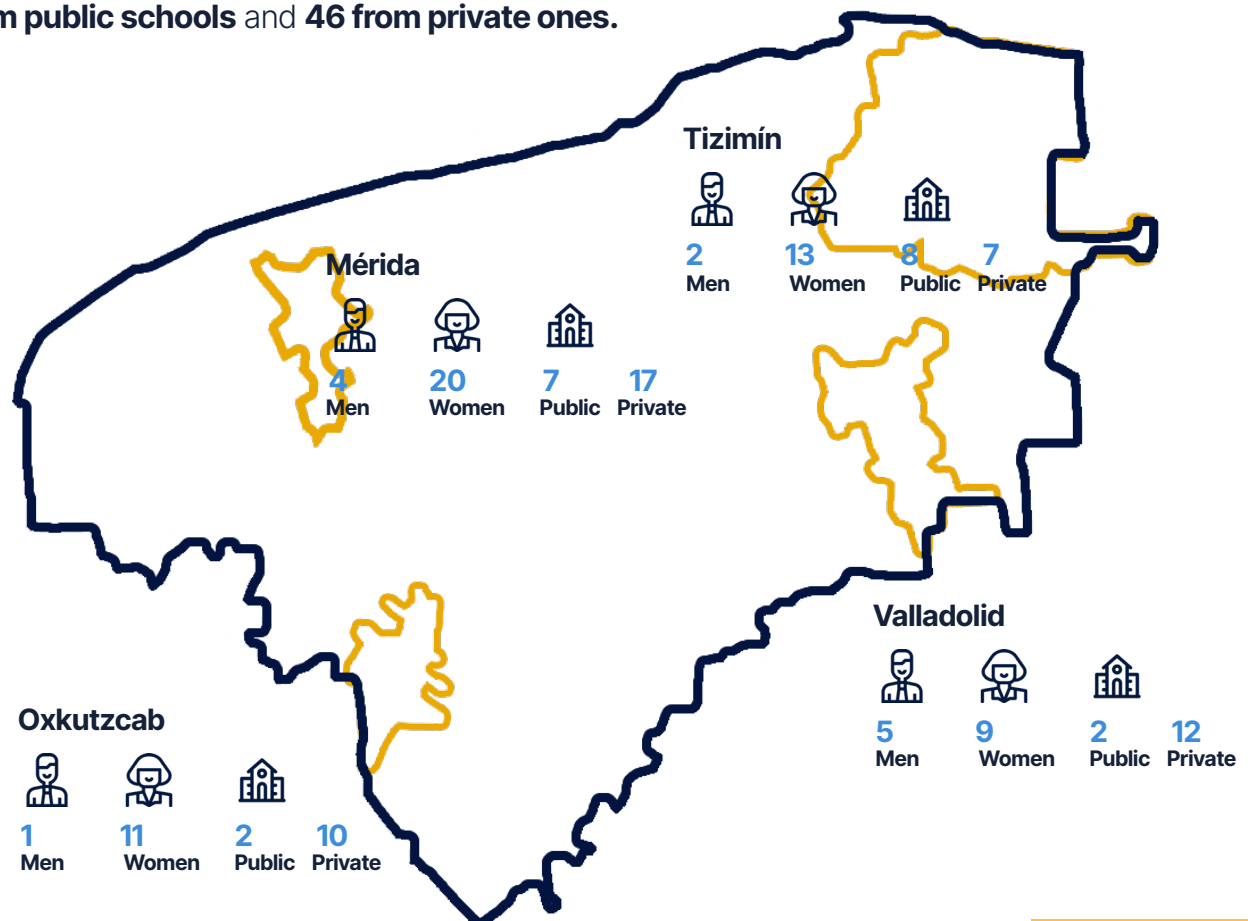 public schools and 46 from private ones.
Tizimín
2 13 8 7
Men Women Public Private
Mérida
4 20 7 17
Men Women Public Private
Valladolid
5 9 2 12
Men Women Public Private
Oxkutzcab
1 11 2 10
Men Women Public Private